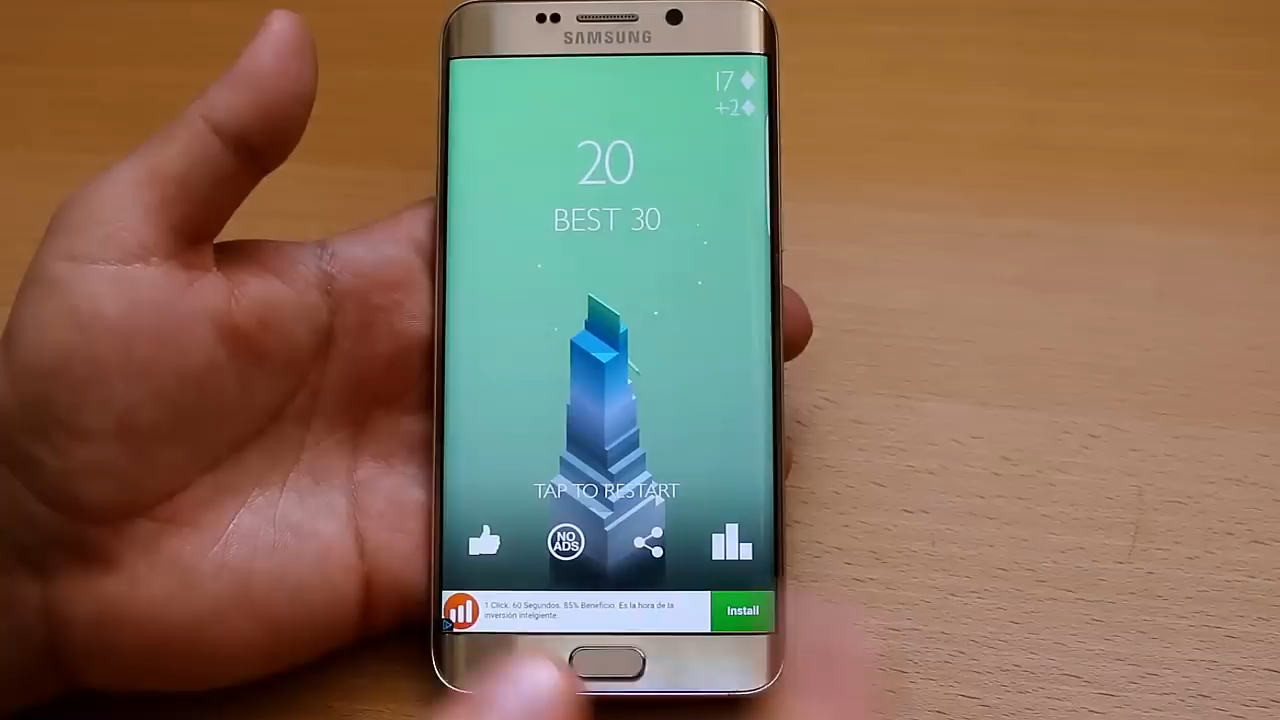 SAMSUNG
17
+2
20
BEST 30
TAP TO RESTART
NO
ADS
1 Click. 60 Segundos. 85% Beneficio. Es la hora de la
inversión intelgiente.
Install